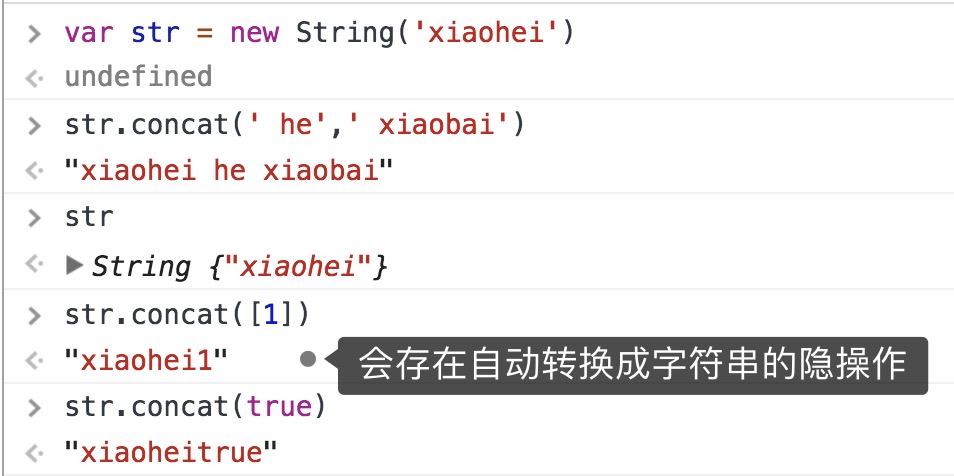 var str = new String('xiaohei')
undefined
str.concat(' he',' xiaobai')
"xiaohei he xiaobai"
str
String {"xiaohei"}
str.concat([1])
"xiaohei1" 会存在自动转换成字符串的隐操作
str.concat(true)
"xiaoheitrue"